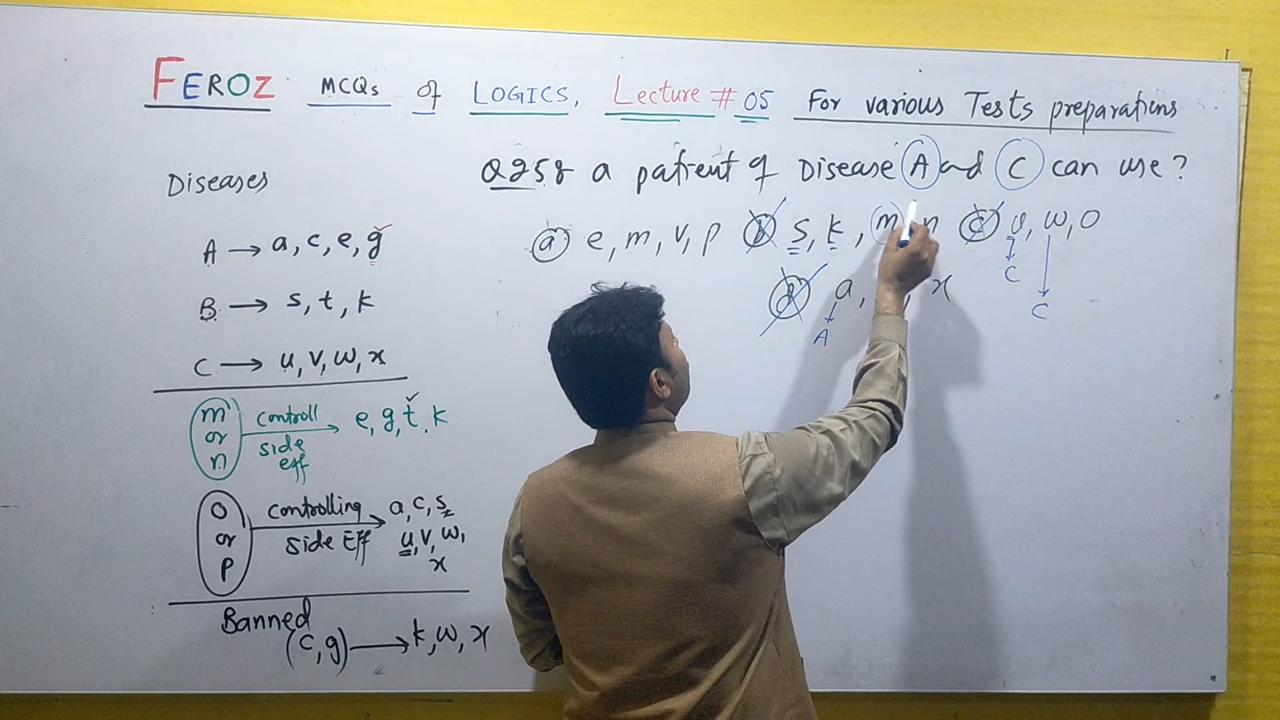 FEROZ MCQs of LOGICS, Lecture # 05 For various Tests preparations
Diseases
A → a, c, e, g
B → s, t, k
C → u, v, w, x
m or n controll side eff → e, g, t, k
O or p controlling side Eff → a, c, s, u, v, w, x
Banned
(c, g) → k, w, x
Q258 a patient of Disease A and C can use?
(a) e, m, v, p (b) s, k, m, n (c) v, w, O
C
C
(d) a, x
A